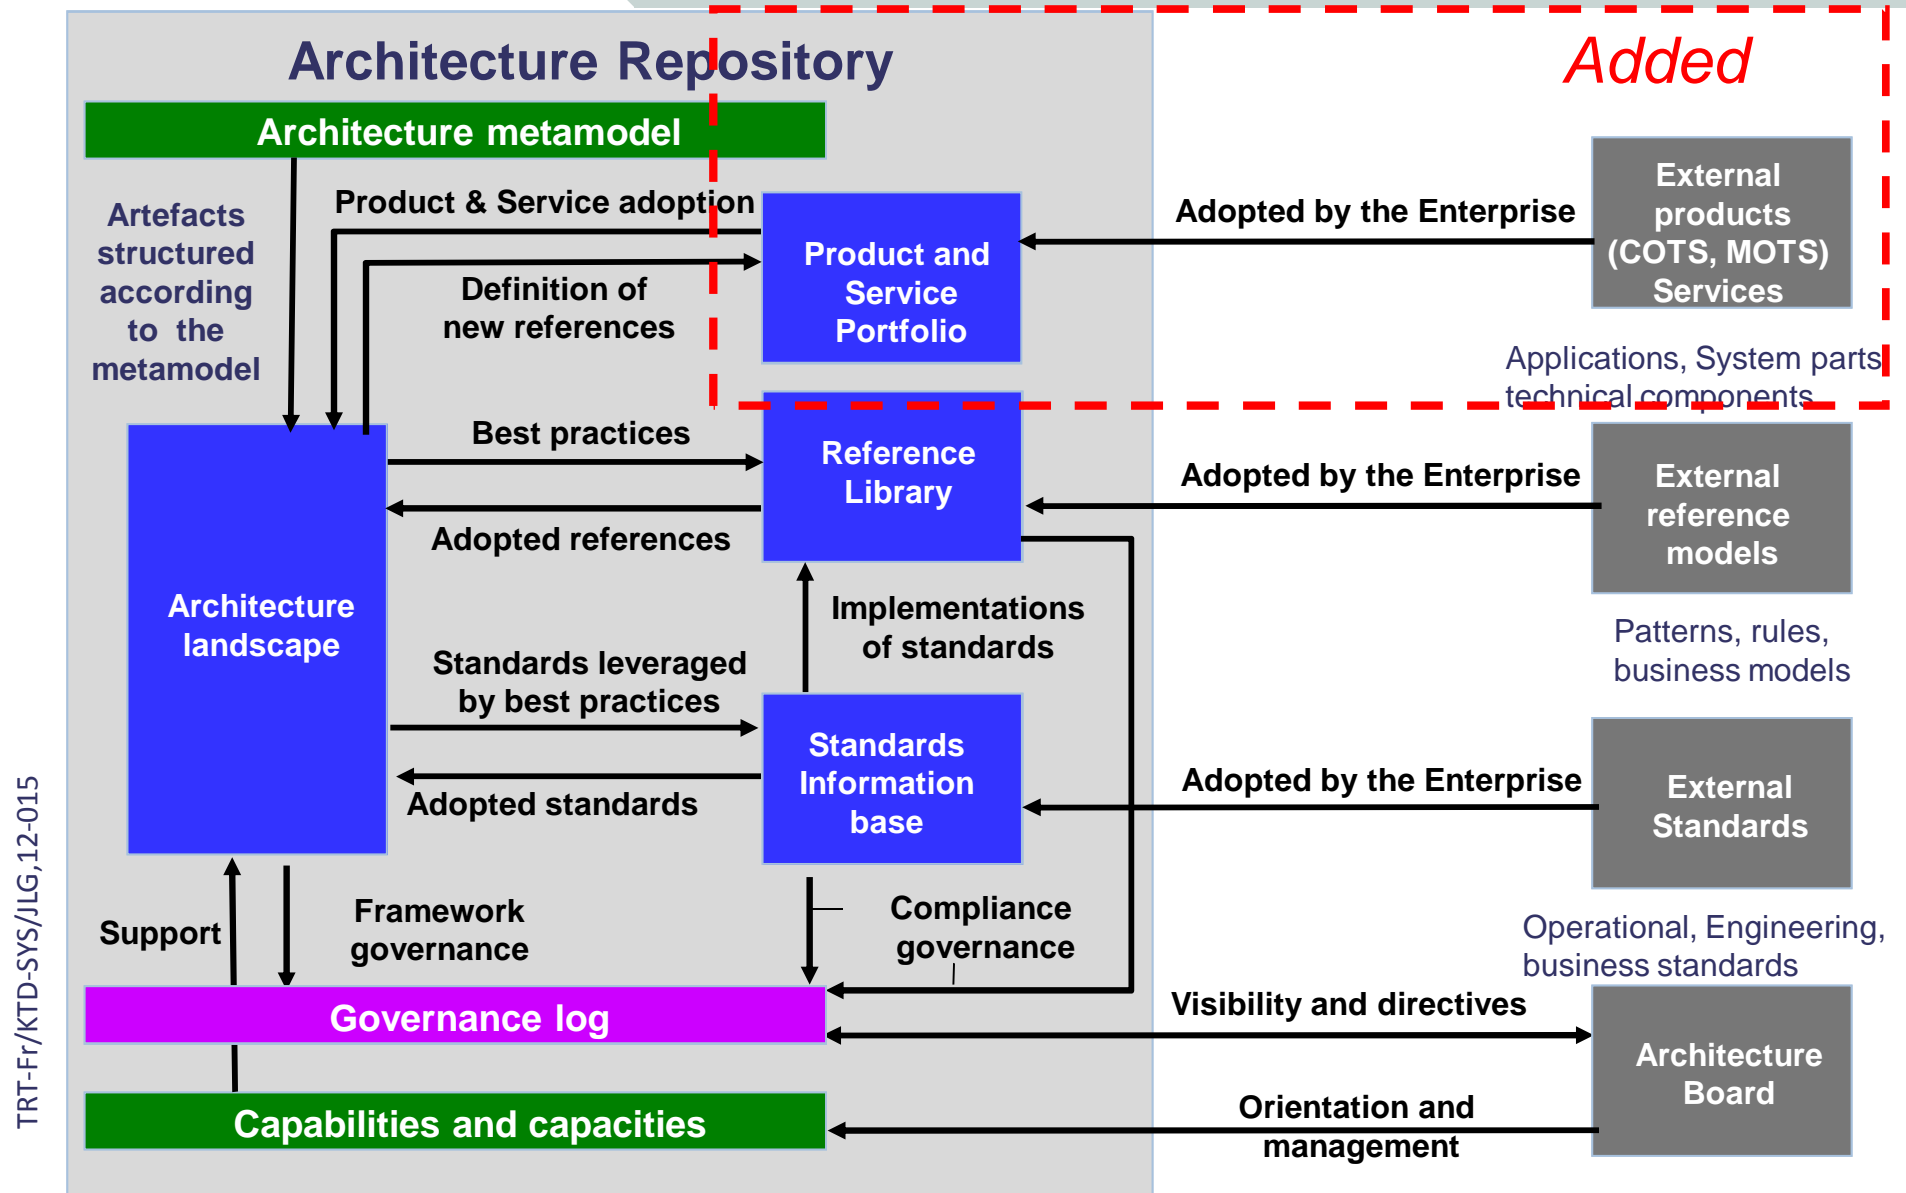 Architecture Repository
Added
Architecture metamodel
Artefacts
structured
according
to the
metamodel
Product & Service adoption
Definition of
new references
Product and
Service
Portfolio
Adopted by the Enterprise
External
products
(COTS, MOTS)
Services
Applications, System parts
technical components
Best practices
Adopted references
Reference
Library
Adopted by the Enterprise
External
reference
models
Patterns, rules,
business models
Architecture
landscape
Implementations
of standards
Standards leveraged
by best practices
Adopted standards
Standards
Information
base
Adopted by the Enterprise
External
Standards
Operational, Engineering,
business standards
Support
Framework
governance
Compliance
governance
Governance log
Visibility and directives
Architecture
Board
Capabilities and capacities
Orientation and
management
TRT-Fr/KTD-SYS/JLG,12-015